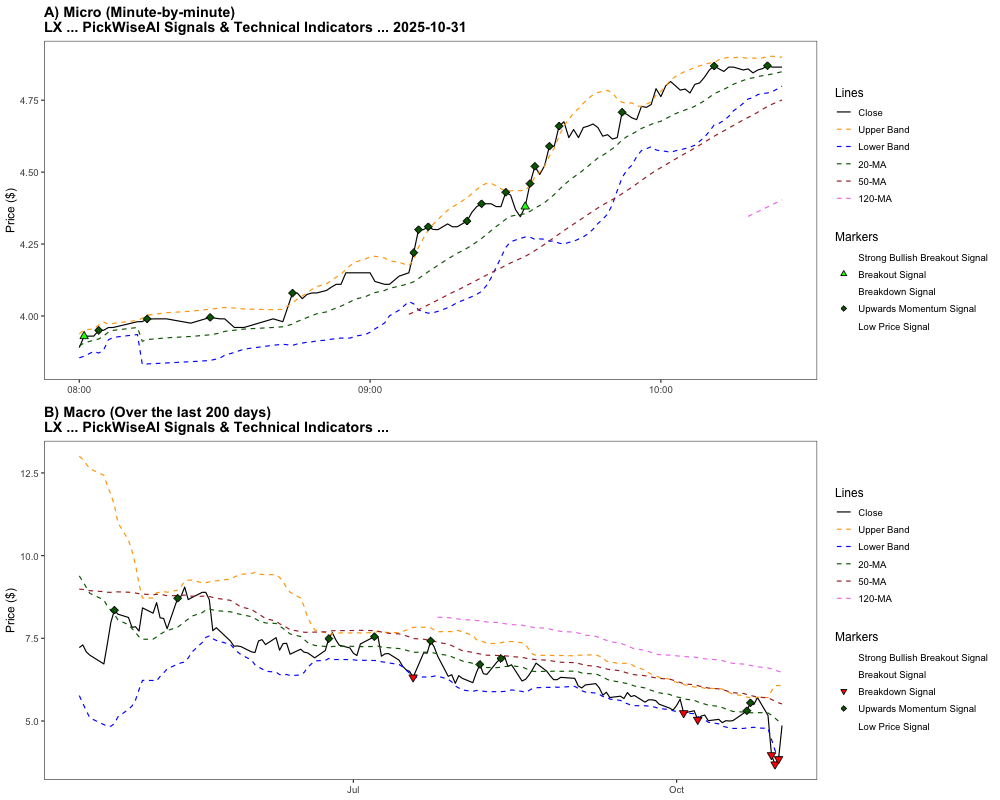 A) Micro (Minute-by-minute)
LX ... PickWiseAI Signals & Technical Indicators ... 2025-10-31
Price ($)
4.75
4.50
4.25
4.00
08:00
09:00
10:00
Lines
Close
Upper Band
Lower Band
20-MA
50-MA
120-MA
Markers
Strong Bullish Breakout Signal
Breakout Signal
Breakdown Signal
Upwards Momentum Signal
Low Price Signal
B) Macro (Over the last 200 days)
LX ... PickWiseAI Signals & Technical Indicators ...
Price ($)
12.5
10.0
7.5
5.0
Jul
Oct
Lines
Close
Upper Band
Lower Band
20-MA
50-MA
120-MA
Markers
Strong Bullish Breakout Signal
Breakout Signal
Breakdown Signal
Upwards Momentum Signal
Low Price Signal